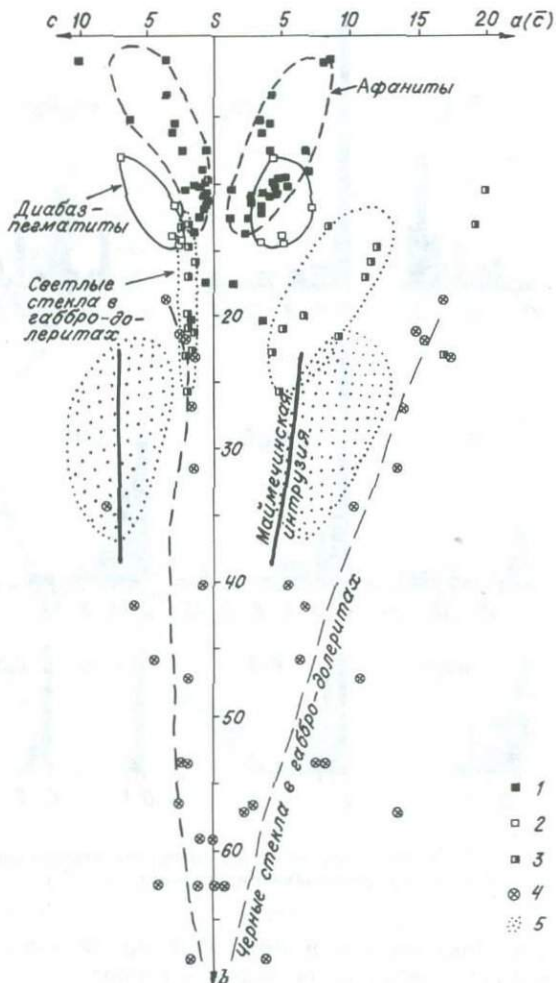 c 10 5 S 5 10 15 20 a(c̄)
Афаниты
Диабаз-
пегматиты
Светлые
стекла в
габбро-до-
леритах
20
30
Маймечинская
интрузия
40
50
60
Черные стекла в габбро-долеритах
b
1
2
3
4
5